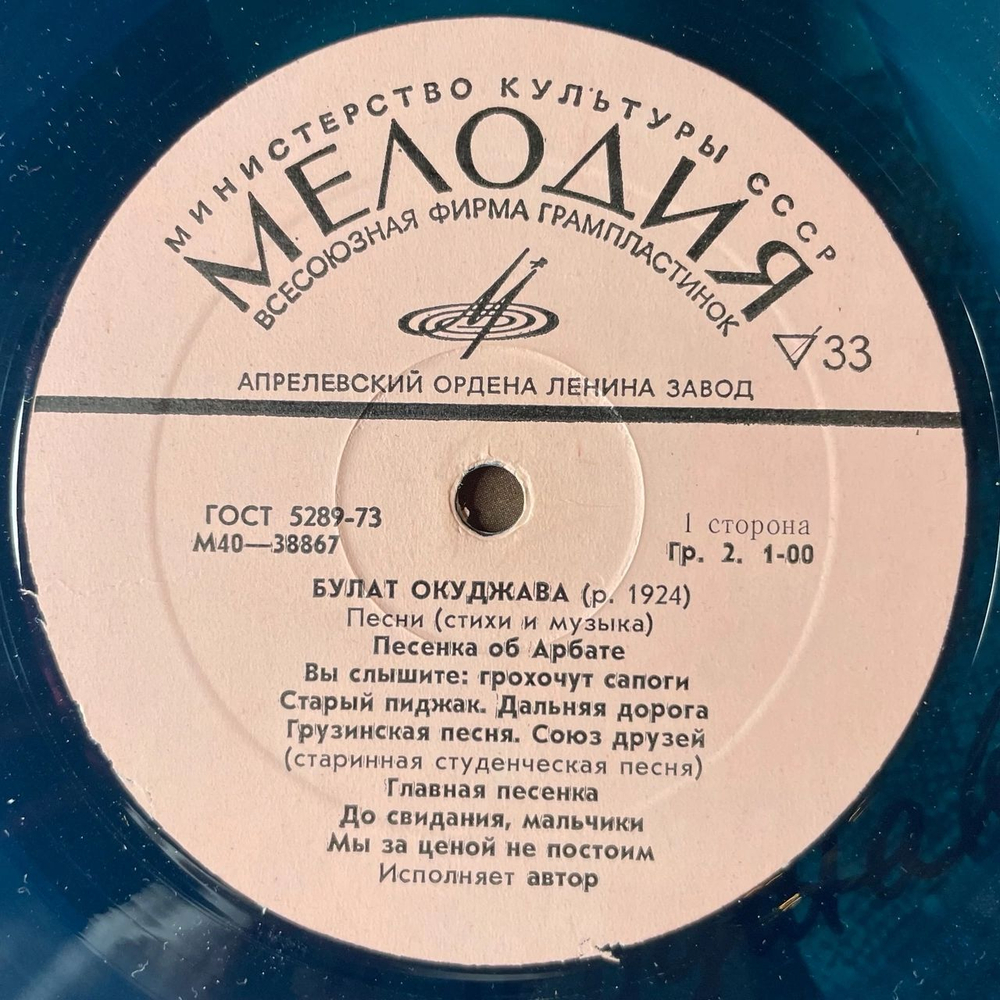 МИНИСТЕРСТВО КУЛЬТУРЫ СССР
МЕЛОДИЯ
ВСЕСОЮЗНАЯ ФИРМА ГРАМПЛАСТИНОК
33
АПРЕЛЕВСКИЙ ОРДЕНА ЛЕНИНА ЗАВОД
ГОСТ 5289-73
М40—38867
1 сторона
Гр. 2. 1-00
БУЛАТ ОКУДЖАВА (р. 1924)
Песни (стихи и музыка)
Песенка об Арбате
Вы слышите: грохочут сапоги
Старый пиджак. Дальняя дорога
Грузинская песня. Союз друзей
(старинная студенческая песня)
Главная песенка
До свидания, мальчики
Мы за ценой не постоим
Исполняет автор